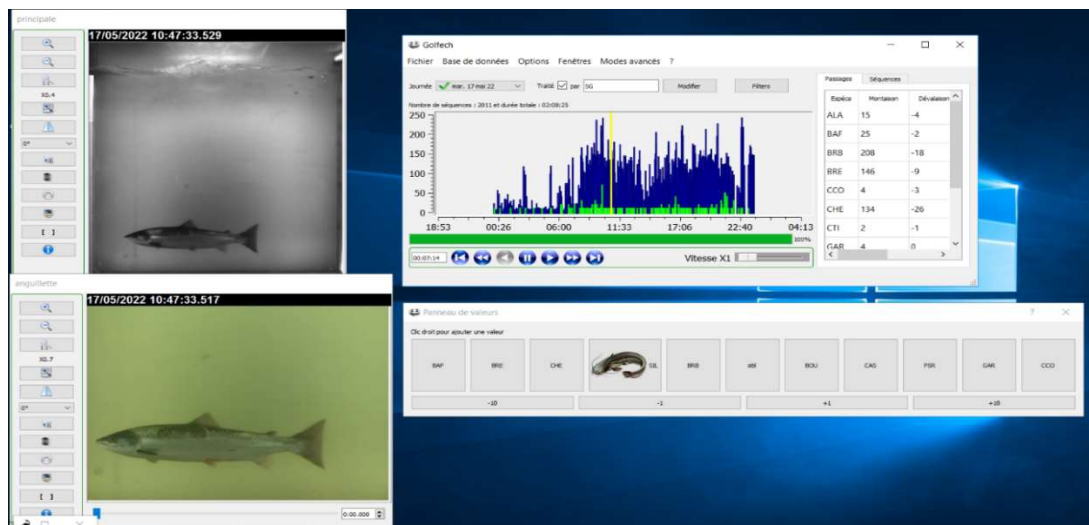 principale
17/05/2022 10:47:33.529
X0.4
0°
[ ]
anguillette
17/05/2022 10:47:33.517
X0.7
0°
[ ]
0:00.000
Golfech
Fichier Base de données Options Fenêtres Modes avancés ?
Journée mar. 17 mai 22 Traité par SG Modifier Filtres
Nombre de séquences : 2011 et durée totale : 02:08:25
250
200
150
100
50
0
18:53 00:26 06:00 11:33 17:06 22:40 04:13
100%
00:07:14 Vitesse X1
Passages Séquences
Espèce Montaison Dévalaison
ALA 15 -4
BAF 25 -2
BRB 208 -18
BRE 146 -9
CCO 4 -3
CHE 134 -26
CTI 2 -1
GAR 4 0
Panneau de valeurs ?
Clic droit pour ajouter une valeur
BAF BRE CHE SIL BRB abl BOU CAS PSR GAR CCO
-10 -1 +1 +10